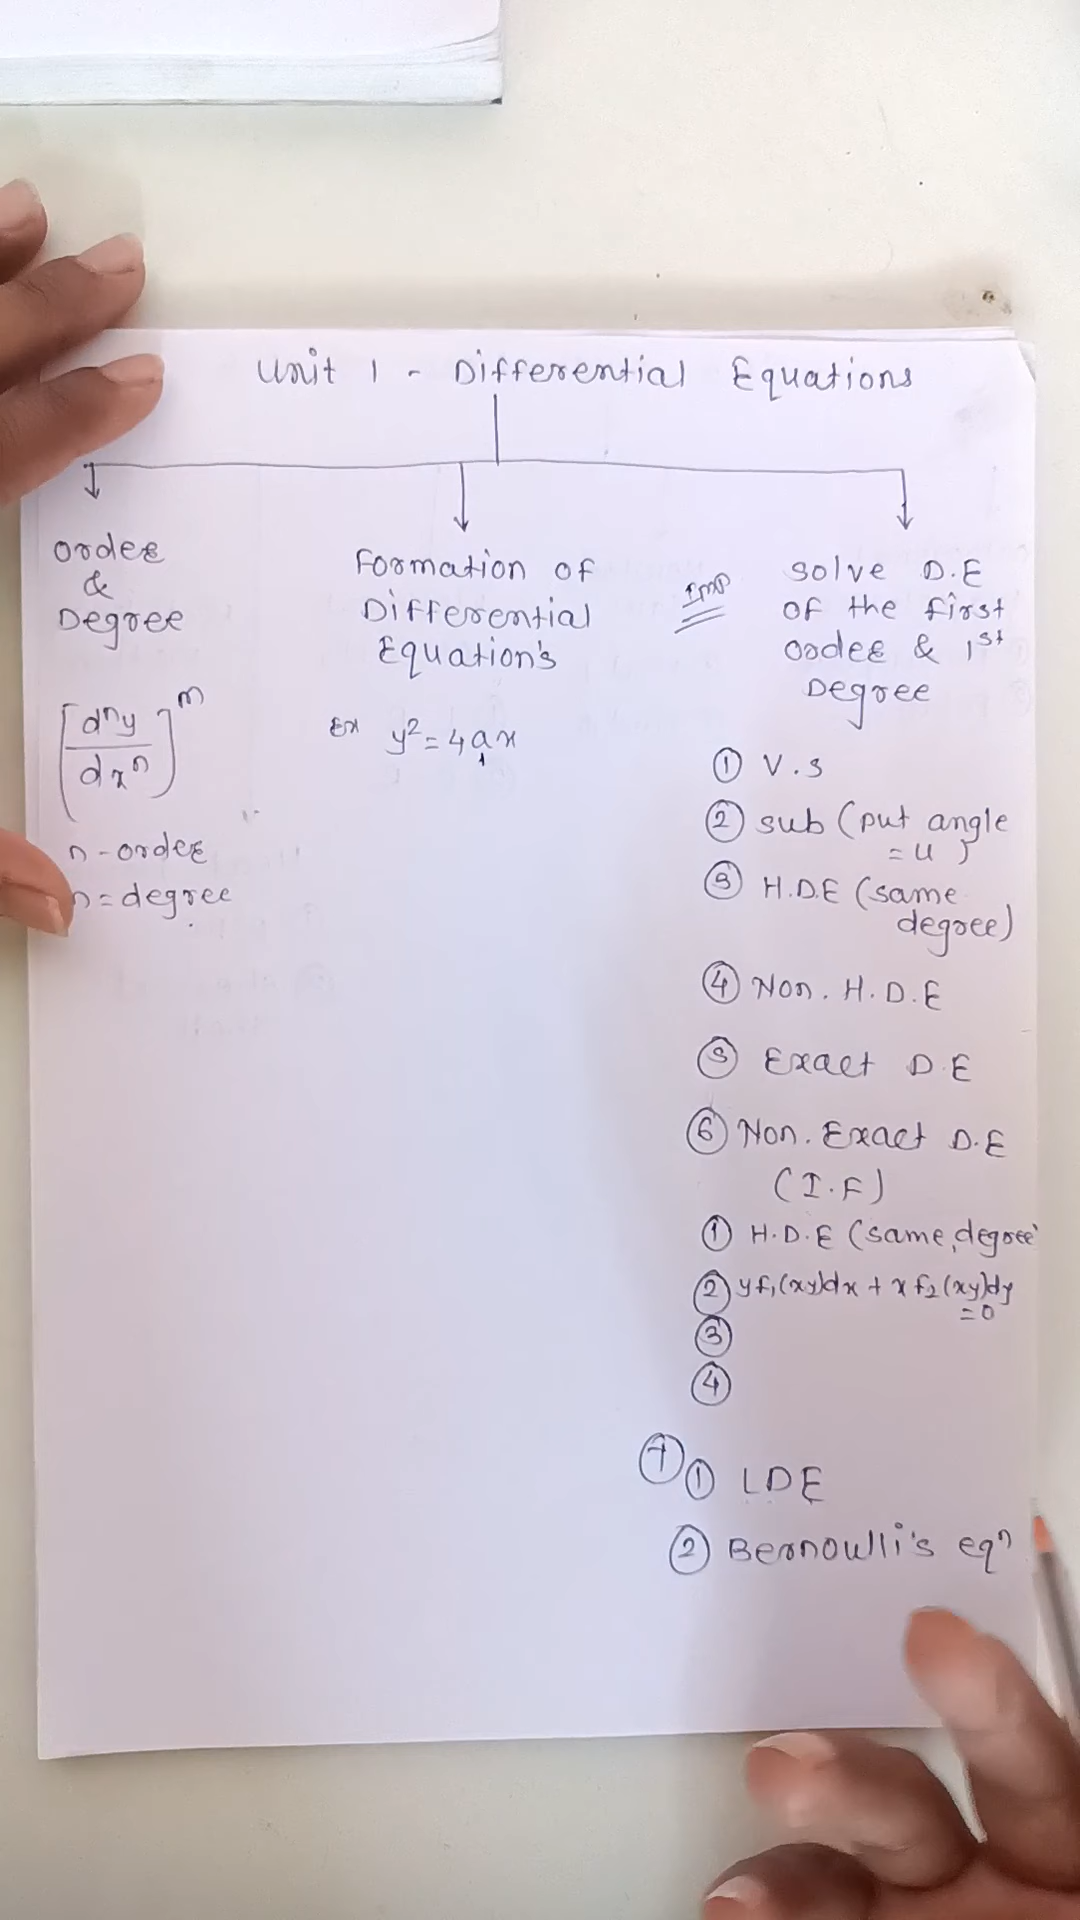 Unit 1 - Differential Equations
Order
&
Degree
[dⁿy/dxⁿ]ᵐ
n - order
= degree
Formation of
Differential
Equation's
Ex y² = 4ax
1
IMP
Solve D.E
of the first
order & 1st
Degree
① V.S
② sub (put angle
= u)
③ H.D.E (same
degree)
④ Non. H.D.E
⑤ Exact D.E
⑥ Non. Exact D.E
(I.F)
① H.D.E (same degree
② yf₁(xy)dx + xf₂(xy)dy
= 0
③
④
⑦ ① LDE
② Bernoulli's eqⁿ